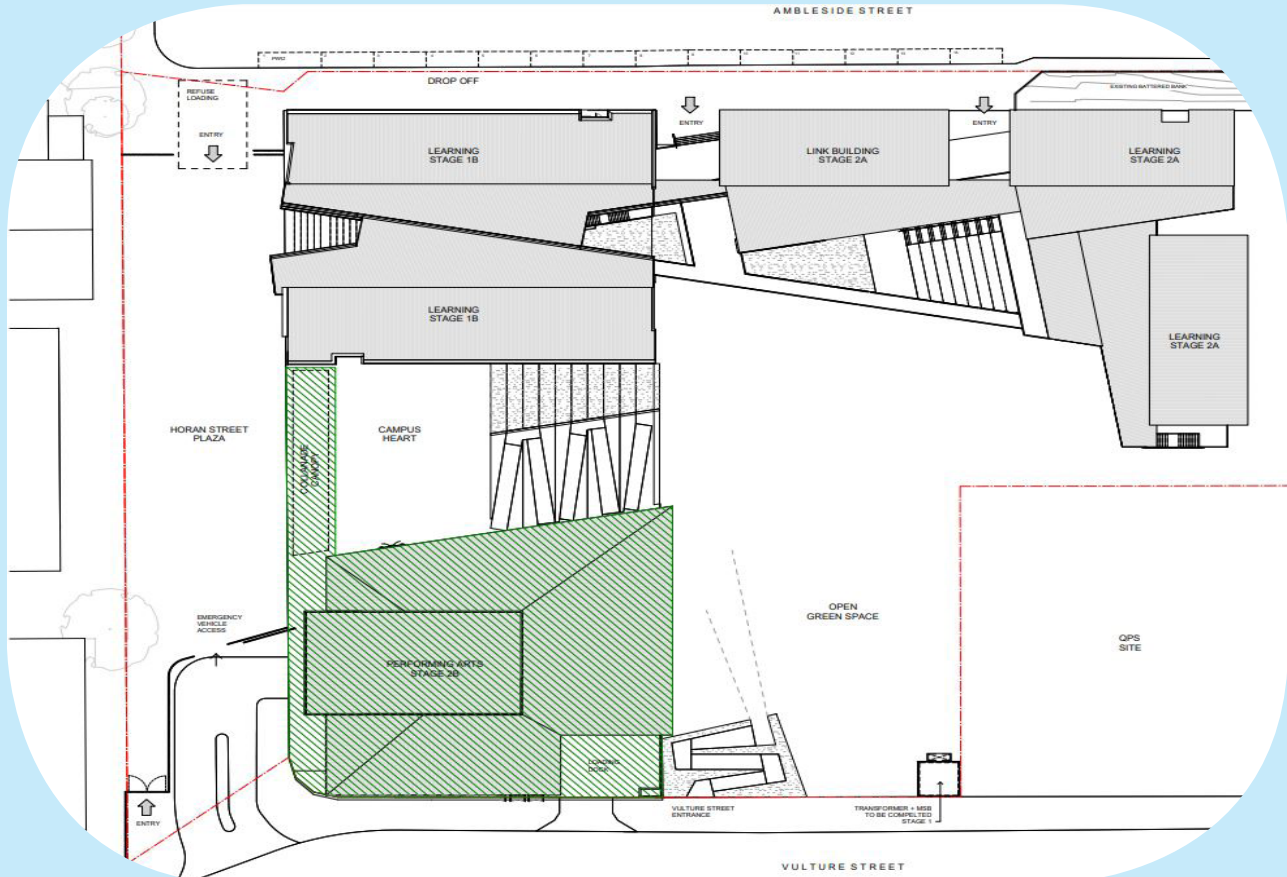 AMBLESIDE STREET
PWD
DROP OFF
REFUSE
LOADING
EXISTING BATTERED BANK
ENTRY
ENTRY
ENTRY
LEARNING
STAGE 1B
LINK BUILDING
STAGE 2A
LEARNING
STAGE 2A
LEARNING
STAGE 1B
LEARNING
STAGE 2A
HORAN STREET
PLAZA
CAMPUS
HEART
COLLANADE
CANOPY
OPEN
GREEN SPACE
EMERGENCY
VEHICLE
ACCESS
QPS
SITE
PERFORMING ARTS
STAGE 2B
LOADING
DOCK
VULTURE STREET
ENTRANCE
TRANSFORMER + MSB
TO BE COMPELTED
STAGE 1
ENTRY
VULTURE STREET